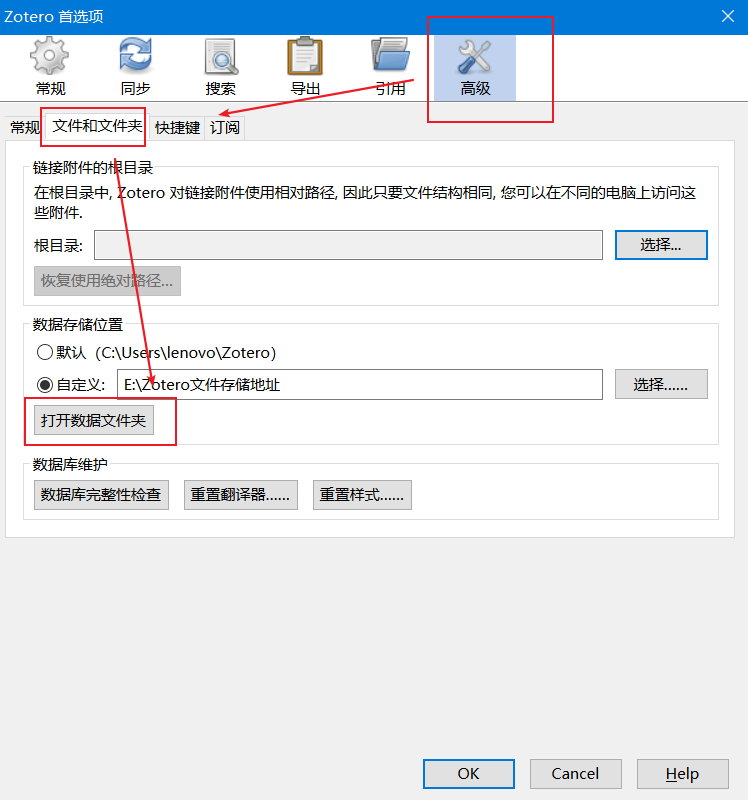 Zotero 首选项
常规 同步 搜索 导出 引用 高级
常规 文件和文件夹 快捷键 订阅
链接附件的根目录
在根目录中, Zotero 对链接附件使用相对路径, 因此只要文件结构相同, 您可以在不同的电脑上访问这
些附件.
根目录: 选择...
恢复使用绝对路径...
数据存储位置
默认（C:\Users\lenovo\Zotero）
自定义: E:\Zotero文件存储地址 选择......
打开数据文件夹
数据库维护
数据库完整性检查 重置翻译器...... 重置样式......
OK Cancel Help